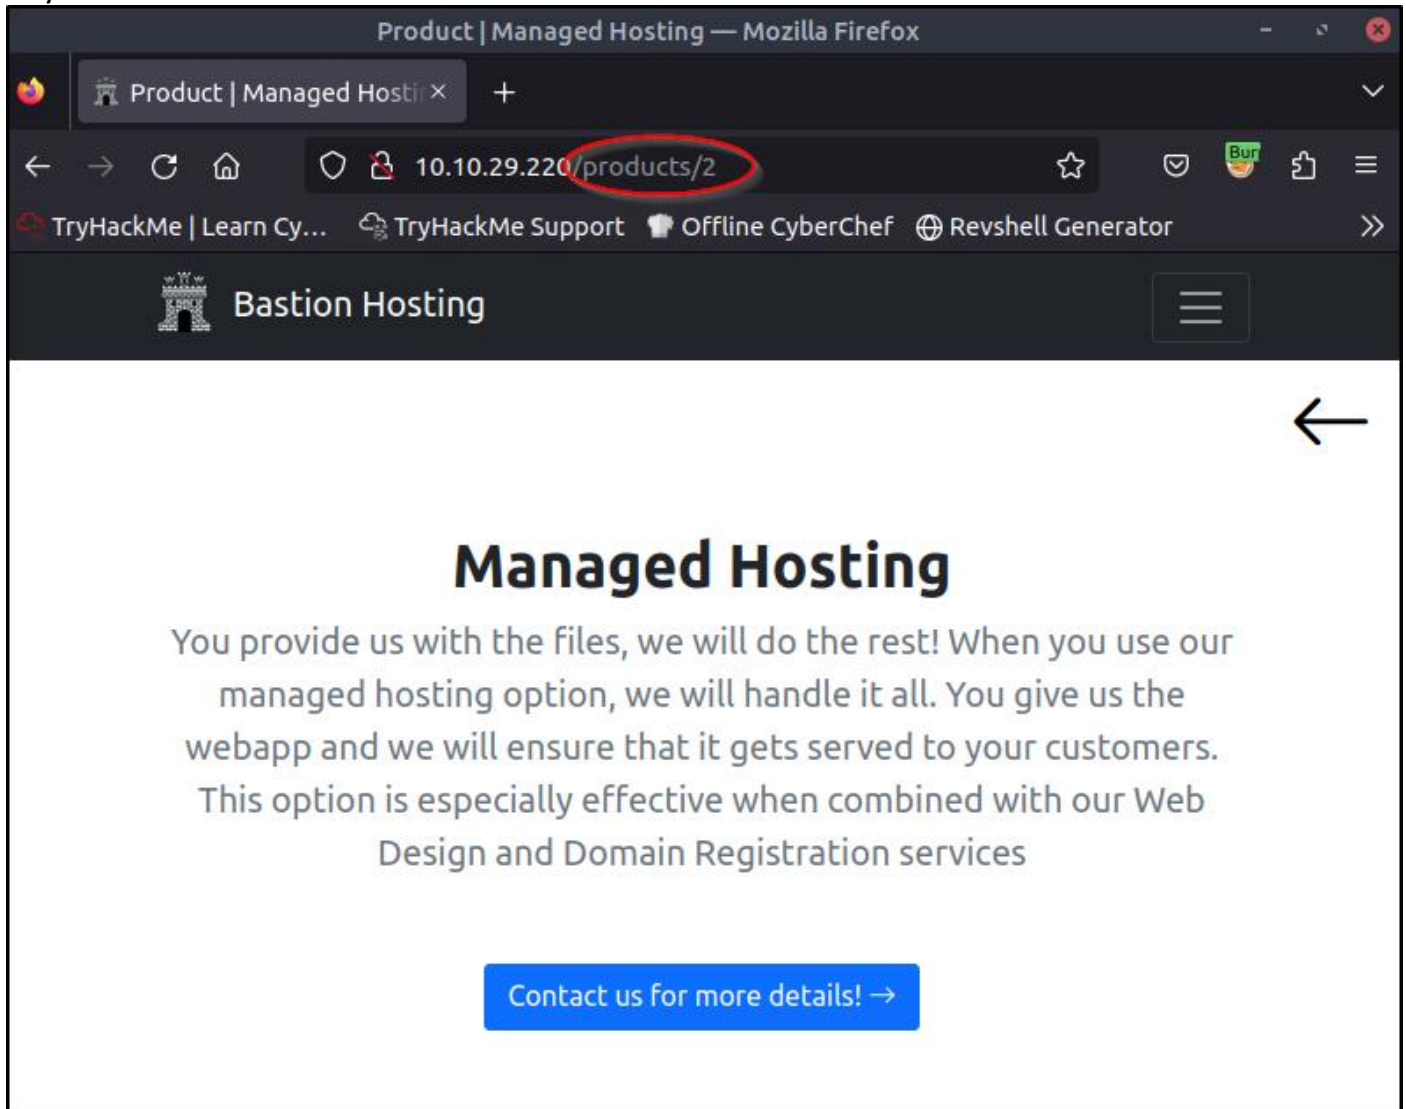 Product | Managed Hosting — Mozilla Firefox
Product | Managed Hostin
10.10.29.220/products/2
Bur
TryHackMe | Learn Cy… TryHackMe Support Offline CyberChef Revshell Generator
Bastion Hosting
Managed Hosting
You provide us with the files, we will do the rest! When you use our
managed hosting option, we will handle it all. You give us the
webapp and we will ensure that it gets served to your customers.
This option is especially effective when combined with our Web
Design and Domain Registration services
Contact us for more details! →